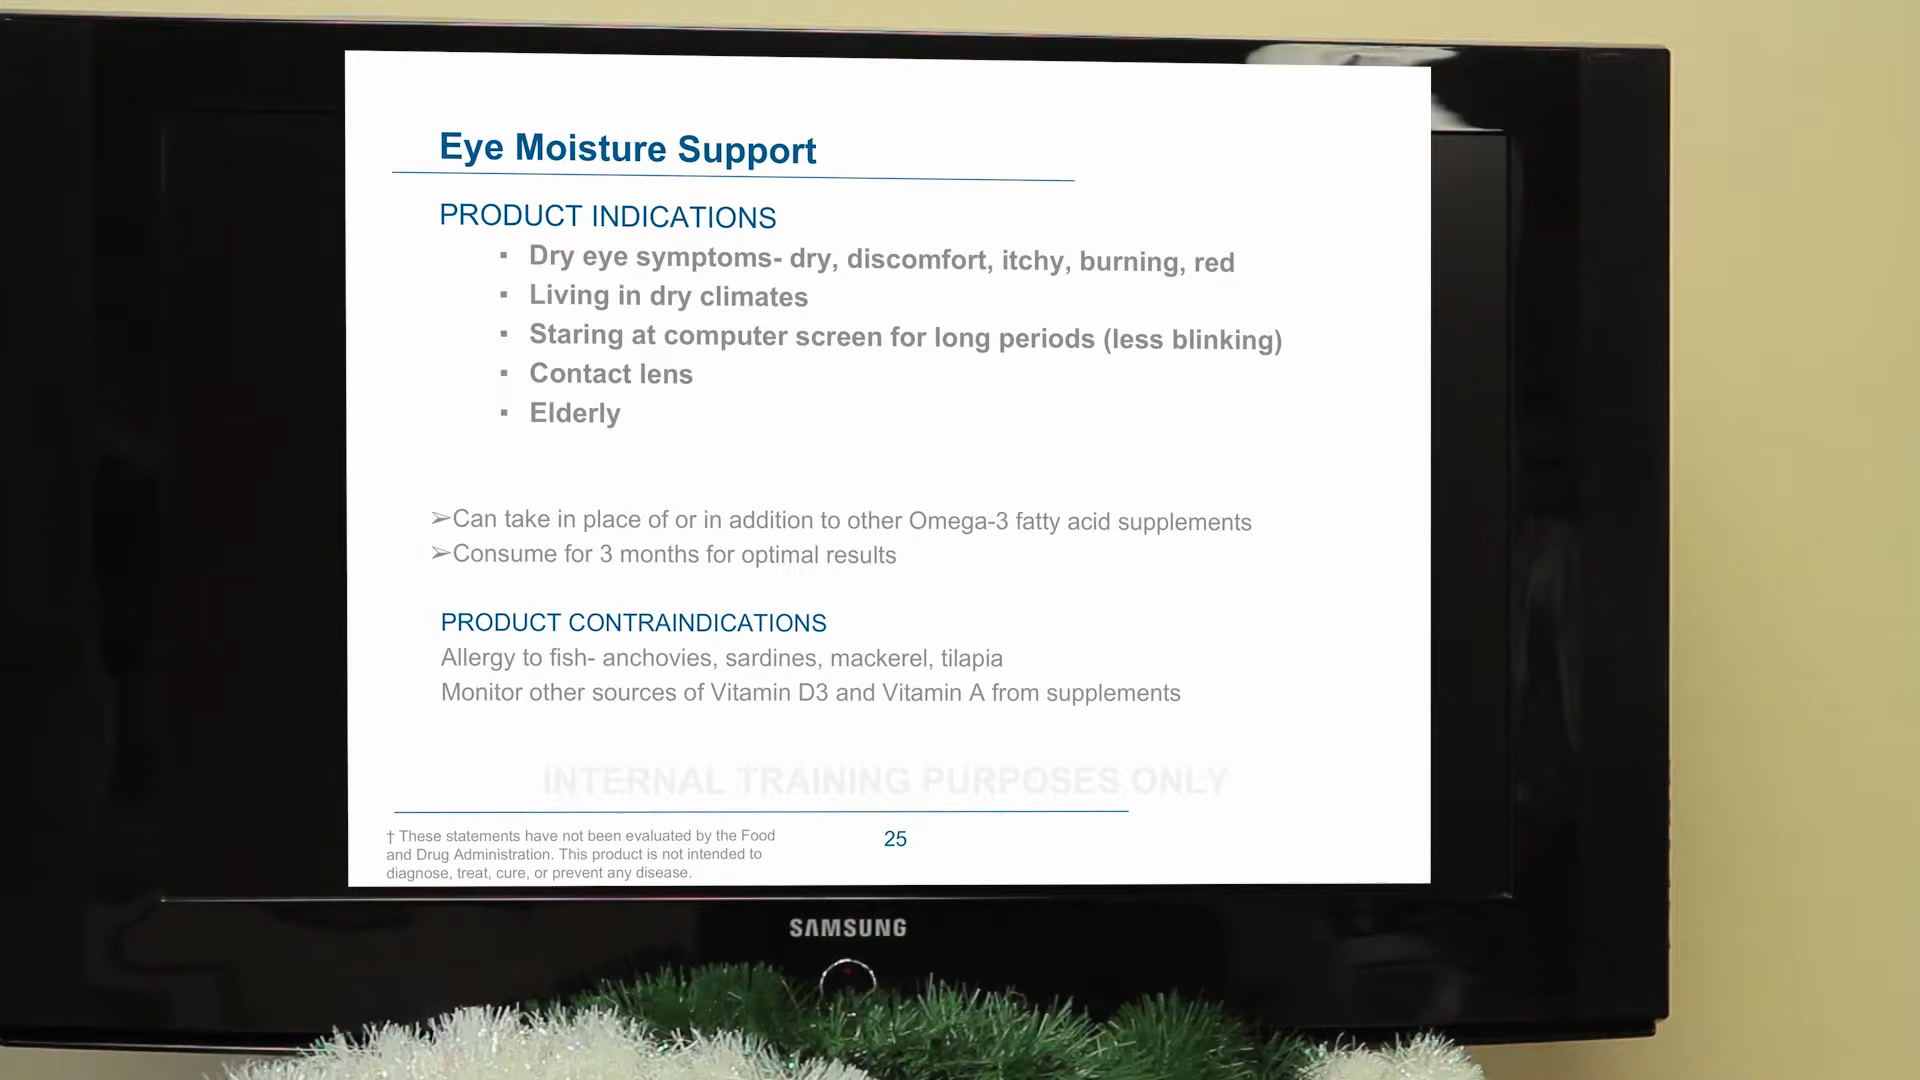 Eye Moisture Support
PRODUCT INDICATIONS
▪ Dry eye symptoms- dry, discomfort, itchy, burning, red
▪ Living in dry climates
▪ Staring at computer screen for long periods (less blinking)
▪ Contact lens
▪ Elderly
➢Can take in place of or in addition to other Omega-3 fatty acid supplements
➢Consume for 3 months for optimal results
PRODUCT CONTRAINDICATIONS
Allergy to fish- anchovies, sardines, mackerel, tilapia
Monitor other sources of Vitamin D3 and Vitamin A from supplements
INTERNAL TRAINING PURPOSES ONLY
† These statements have not been evaluated by the Food
and Drug Administration. This product is not intended to
diagnose, treat, cure, or prevent any disease.
25
SAMSUNG